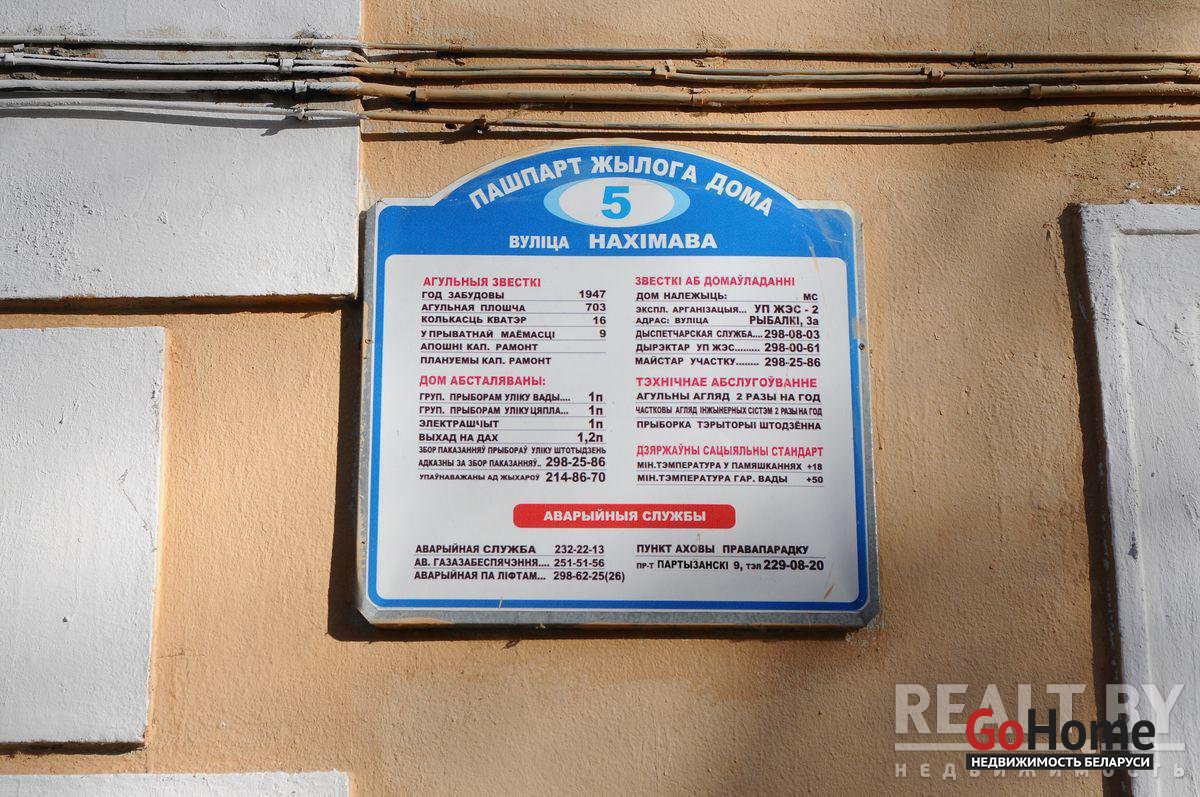 ПАШПАРТ ЖЫЛОГА ДОМА
5
ВУЛІЦА НАХІМАВА
АГУЛЬНЫЯ ЗВЕСТКІ
ГОД ЗАБУДОВЫ 1947
АГУЛЬНАЯ ПЛОШЧА 703
КОЛЬКАСЦЬ КВАТЭР 16
У ПРЫВАТНАЙ МАЁМАСЦІ 9
АПОШНІ КАП. РАМОНТ
ПЛАНУЕМЫ КАП. РАМОНТ
ДОМ АБСТАЛЯВАНЫ:
ГРУП. ПРЫБОРАМ УЛІКУ ВАДЫ.... 1п
ГРУП. ПРЫБОРАМ УЛІКУ ЦЯПЛА... 1п
ЭЛЕКТРАШЧЫТ 1п
ВЫХАД НА ДАХ 1,2п
ЗБОР ПАКАЗАННЯЎ ПРЫБОРАЎ УЛІКУ ШТОТЫДЗЕНЬ
АДКАЗНЫ ЗА ЗБОР ПАКАЗАННЯЎ.. 298-25-86
УПАЎНАВАЖАНЫ АД ЖЫХАРОЎ 214-86-70
ЗВЕСТКІ АБ ДОМАЎЛАДАННІ
ДОМ НАЛЕЖЫЦЬ: МС
ЭКСПЛ. АРГАНІЗАЦЫЯ... УП ЖЭС - 2
АДРАС: ВУЛІЦА РЫБАЛКІ, 3а
ДЫСПЕТЧАРСКАЯ СЛУЖБА.... 298-08-03
ДЫРЭКТАР УП ЖЭС......... 298-00-61
МАЙСТАР УЧАСТКУ........ 298-25-86
ТЭХНІЧНАЕ АБСЛУГОЎВАННЕ
АГУЛЬНЫ АГЛЯД 2 РАЗЫ НА ГОД
ЧАСТКОВЫ АГЛЯД ІНЖЫНЕРНЫХ СІСТЭМ 2 РАЗЫ НА ГОД
ПРЫБОРКА ТЭРЫТОРЫІ ШТОДЗЁННА
ДЗЯРЖАЎНЫ САЦЫЯЛЬНЫ СТАНДАРТ
МІН.ТЭМПЕРАТУРА У ПАМЯШКАННЯХ +18
МІН.ТЭМПЕРАТУРА ГАР. ВАДЫ +50
АВАРЫЙНЫЯ СЛУЖБЫ
АВАРЫЙНАЯ СЛУЖБА 232-22-13
АВ. ГАЗАЗАБЕСПЯЧЭННЯ.... 251-51-56
АВАРЫЙНАЯ ПА ЛІФТАМ... 298-62-25(26)
ПУНКТ АХОВЫ ПРАВАПАРАДКУ
ПР-Т ПАРТЫЗАНСКІ 9, ТЭЛ 229-08-20
REALT.BY
НЕДВИЖИМОСТЬ
GoHome
НЕДВИЖИМОСТЬ БЕЛАРУСИ